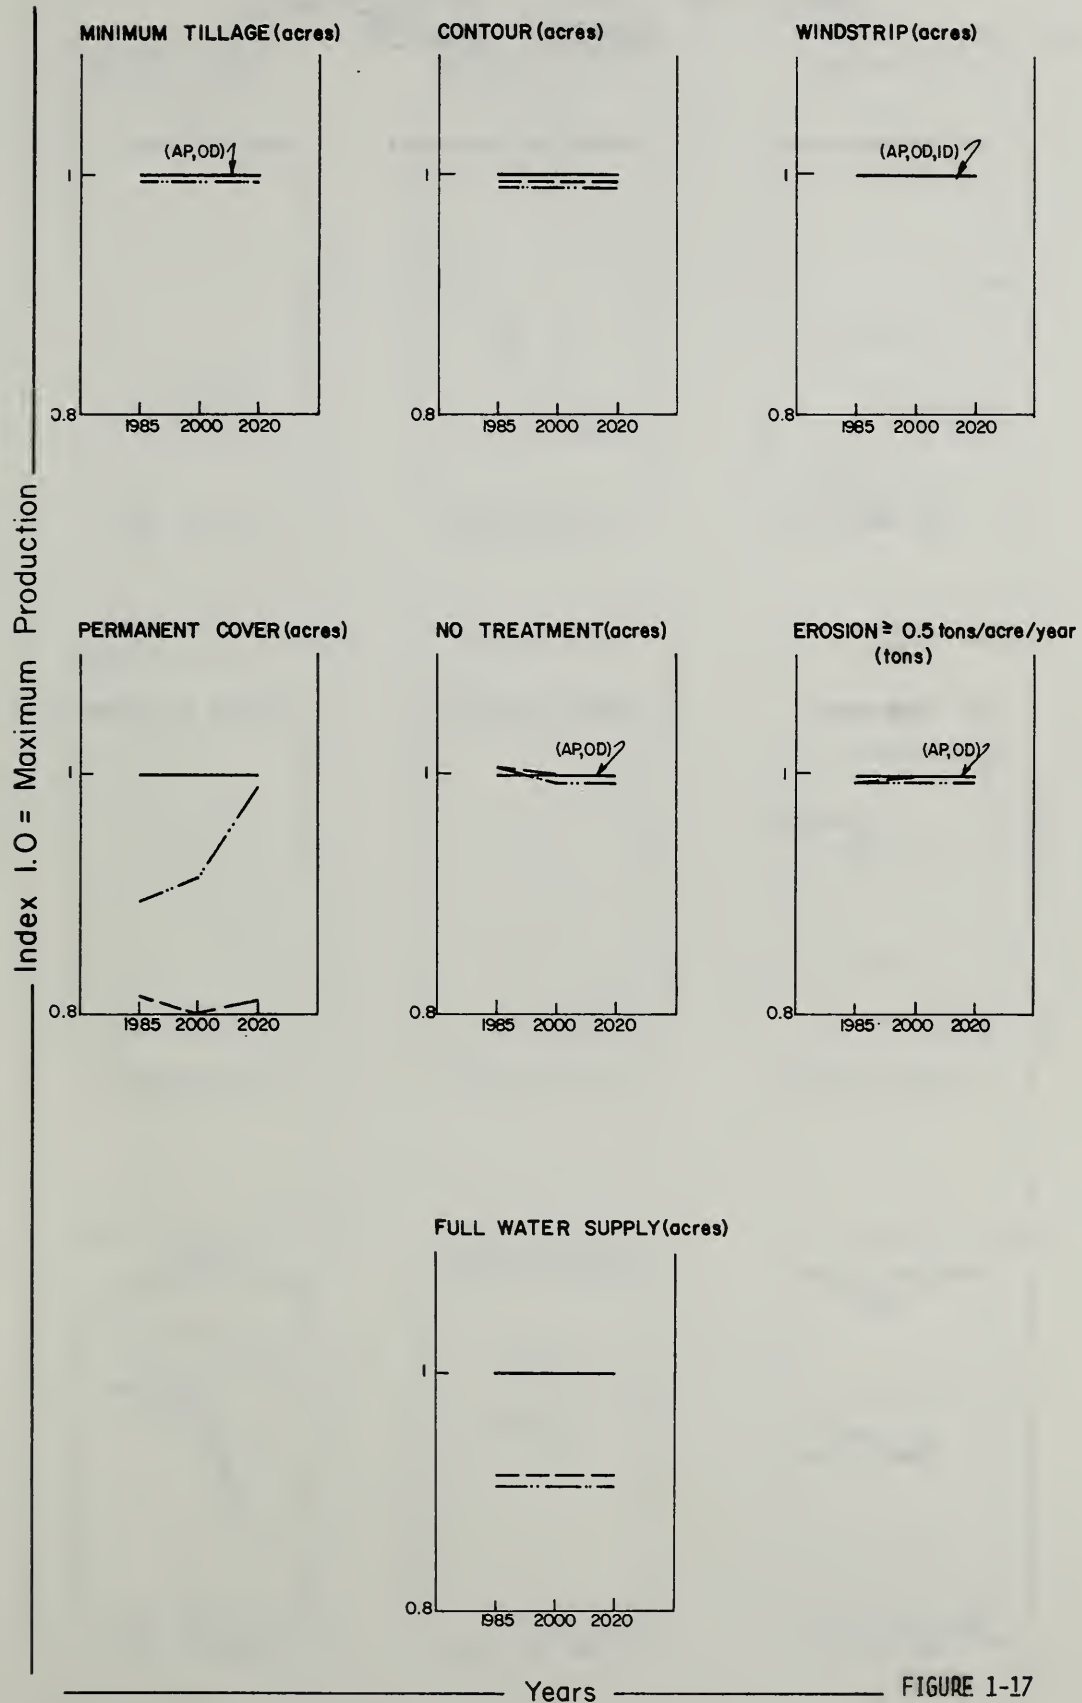 MINIMUM TILLAGE (acres)
CONTOUR (acres)
WINDSTRIP (acres)
(AP,OD)
(AP,OD,ID)
1
1
1
0.8
0.8
0.8
1985 2000 2020
1985 2000 2020
1985 2000 2020
Index 1.0 = Maximum Production
PERMANENT COVER (acres)
NO TREATMENT (acres)
EROSION ≥ 0.5 tons/acre/year
(tons)
(AP,OD)
(AP,OD)
1
1
1
0.8
0.8
0.8
1985 2000 2020
1985 2000 2020
1985 2000 2020
FULL WATER SUPPLY (acres)
1
0.8
1985 2000 2020
Years
FIGURE 1-17